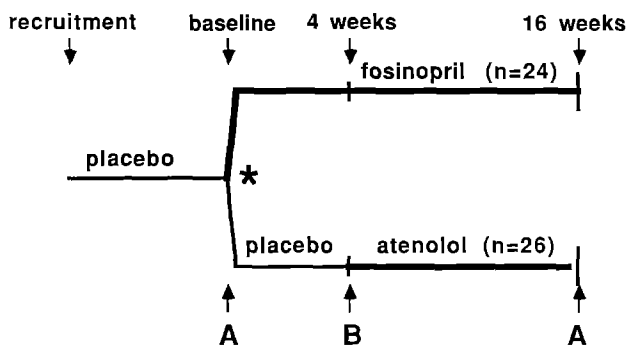 recruitment baseline 4 weeks 16 weeks
fosinopril (n=24)
placebo
*
placebo atenolol (n=26)
A B A